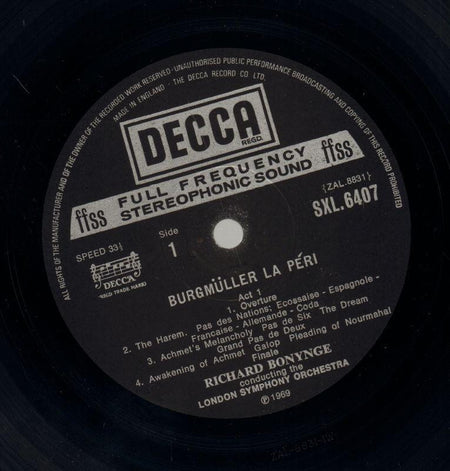 ALL RIGHTS OF THE MANUFACTURER AND OF THE OWNER OF THE RECORDED WORK RESERVED · UNAUTHORISED PUBLIC PERFORMANCE BROADCASTING AND COPYING OF THIS RECORD PROHIBITED
MADE IN ENGLAND · THE DECCA RECORD CO LTD.
DECCA
REGD.
ffss FULL FREQUENCY ffss
STEREOPHONIC SOUND
SPEED 33⅓
Side
1
(ZAL.8831)
SXL.6407
DECCA
BURGMÜLLER LA PÉRI
Act 1
1. Overture
2. The Harem. Pas des Nations: Ecossaise - Espagnole -
Francaise - Allemande - Coda
3. Achmet's Melancholy Pas de Six The Dream
Grand Pas de Deux
4. Awakening of Achmet Galop Pleading of Nourmahal
Finale
RICHARD BONYNGE
conducting the
LONDON SYMPHONY ORCHESTRA
℗1969